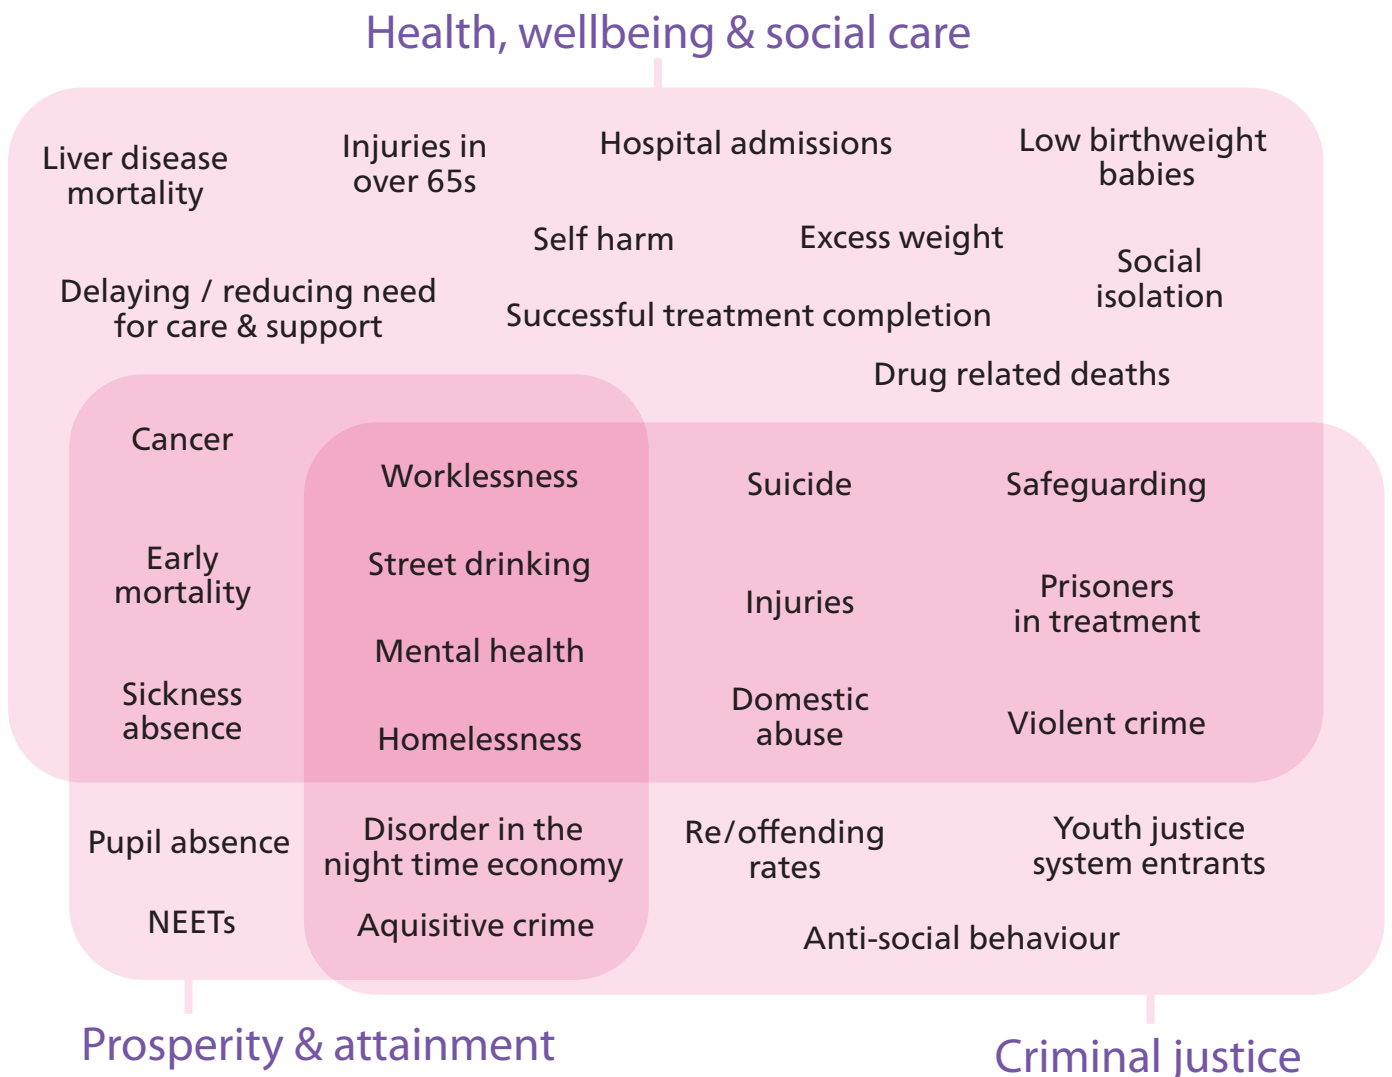 Health, wellbeing & social care
Liver disease
mortality
Injuries in
over 65s
Hospital admissions
Low birthweight
babies
Self harm
Excess weight
Social
isolation
Delaying / reducing need
for care & support
Successful treatment completion
Drug related deaths
Cancer
Worklessness
Suicide
Safeguarding
Early
mortality
Street drinking
Injuries
Prisoners
in treatment
Mental health
Sickness
absence
Domestic
abuse
Violent crime
Homelessness
Pupil absence
Disorder in the
night time economy
Re/offending
rates
Youth justice
system entrants
NEETs
Aquisitive crime
Anti-social behaviour
Prosperity & attainment
Criminal justice